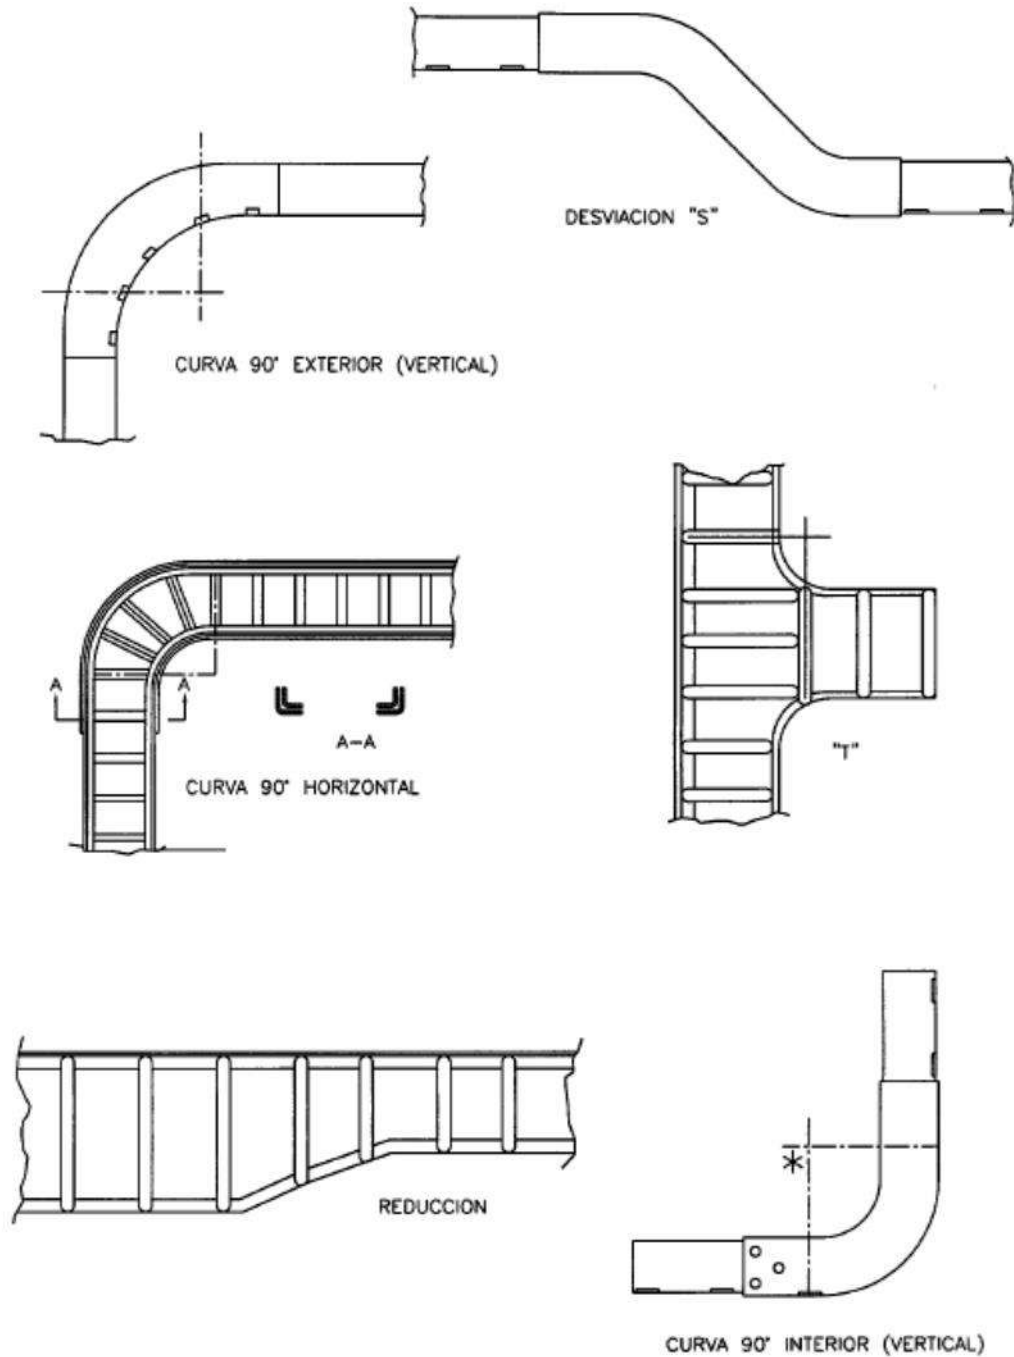 DESVIACION "S"
CURVA 90° EXTERIOR (VERTICAL)
A A
A-A
CURVA 90° HORIZONTAL
"T"
REDUCCION
CURVA 90° INTERIOR (VERTICAL)